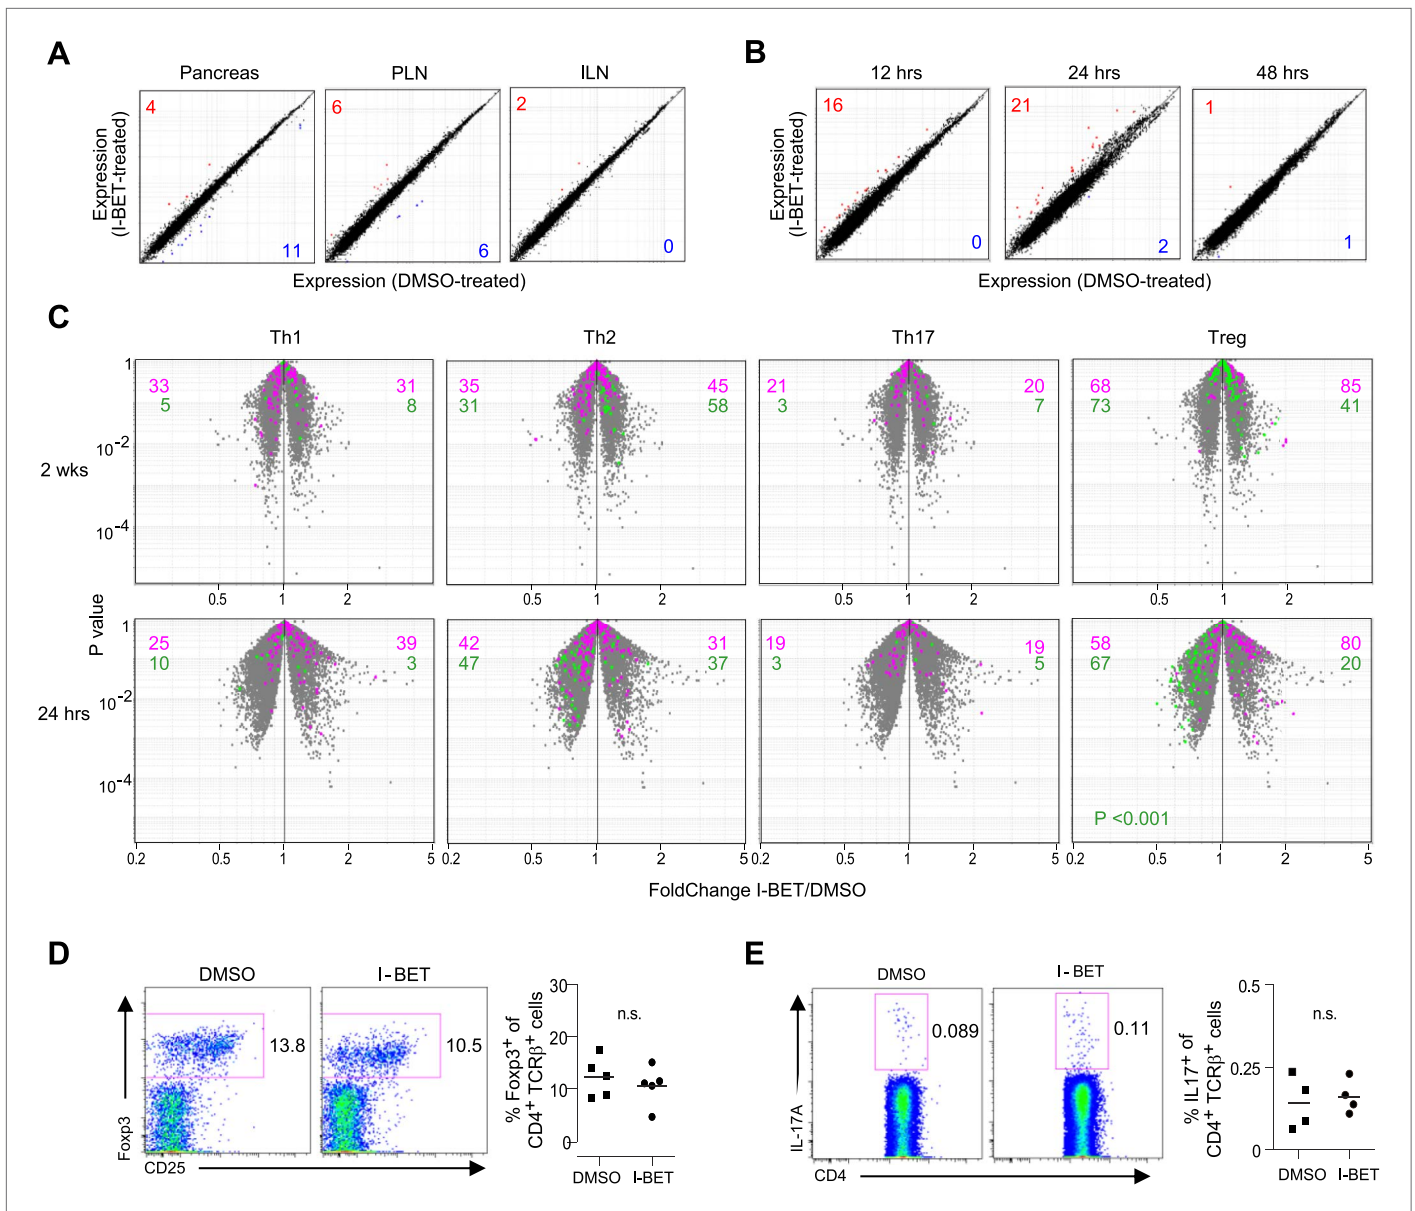 A
Pancreas
PLN
ILN
Expression
(I-BET-treated)
4
11
6
6
2
0
Expression (DMSO-treated)
B
12 hrs
24 hrs
48 hrs
Expression
(I-BET-treated)
16
0
21
2
1
1
Expression (DMSO-treated)
C
Th1
Th2
Th17
Treg
2 wks
1
10-2
10-4
33
5
31
8
35
31
45
58
21
3
20
7
68
73
85
41
0.5 1 2
0.5 1 2
0.5 1 2
0.5 1 2
P value
24 hrs
1
10-2
10-4
25
10
39
3
42
47
31
37
19
3
19
5
58
67
80
20
P <0.001
0.2 0.5 1 2 5
0.2 0.5 1 2 5
0.2 0.5 1 2 5
0.2 0.5 1 2 5
FoldChange I-BET/DMSO
D
DMSO
I-BET
Foxp3
13.8
10.5
CD25
% Foxp3+ of
CD4+ TCRβ+ cells
30
20
10
0
n.s.
DMSO I-BET
E
DMSO
I-BET
IL-17A
0.089
0.11
CD4
% IL17+ of
CD4+ TCRβ+ cells
0.5
0.25
0
n.s.
DMSO I-BET